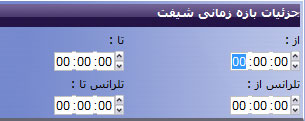 جزئیات بازه زمانی شیفت
از : تا :
00:00:00 00:00:00
تلرانس از : تلرانس تا :
00:00:00 00:00:00